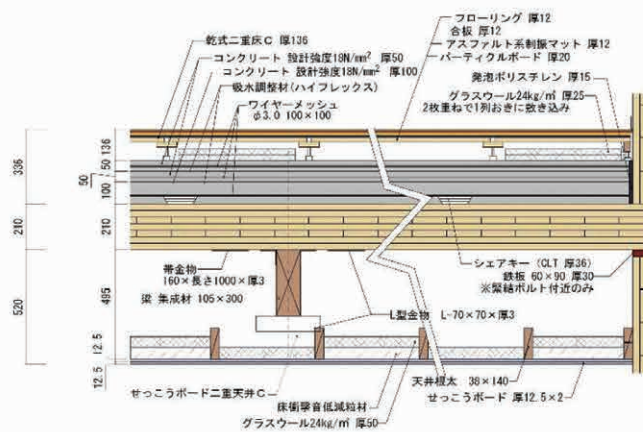 フローリング 厚12
合板 厚12
アスファルト系制振マット 厚12
パーティクルボード 厚20
乾式二重床C 厚136
コンクリート 設計強度18N/mm² 厚50
コンクリート 設計強度18N/mm² 厚100
吸水調整材(ハイフレックス)
ワイヤーメッシュ
φ3.0 100×100
発泡ポリスチレン 厚15
グラスウール24kg/㎥ 厚25
2枚重ねで1列おきに敷き込み
336
136
50
50
100
210
210
520
495
12.5
12.5
帯金物
160×長さ1000×厚3
梁 集成材 105×300
シェアキー (CLT 厚36)
鉄板 60×90 厚30
※緊結ボルト付近のみ
L型金物 L-70×70×厚3
せっこうボード二重天井C
天井根太 38×140
せっこうボード 厚12.5×2
床衝撃音低減粒材
グラスウール24kg/㎥ 厚50